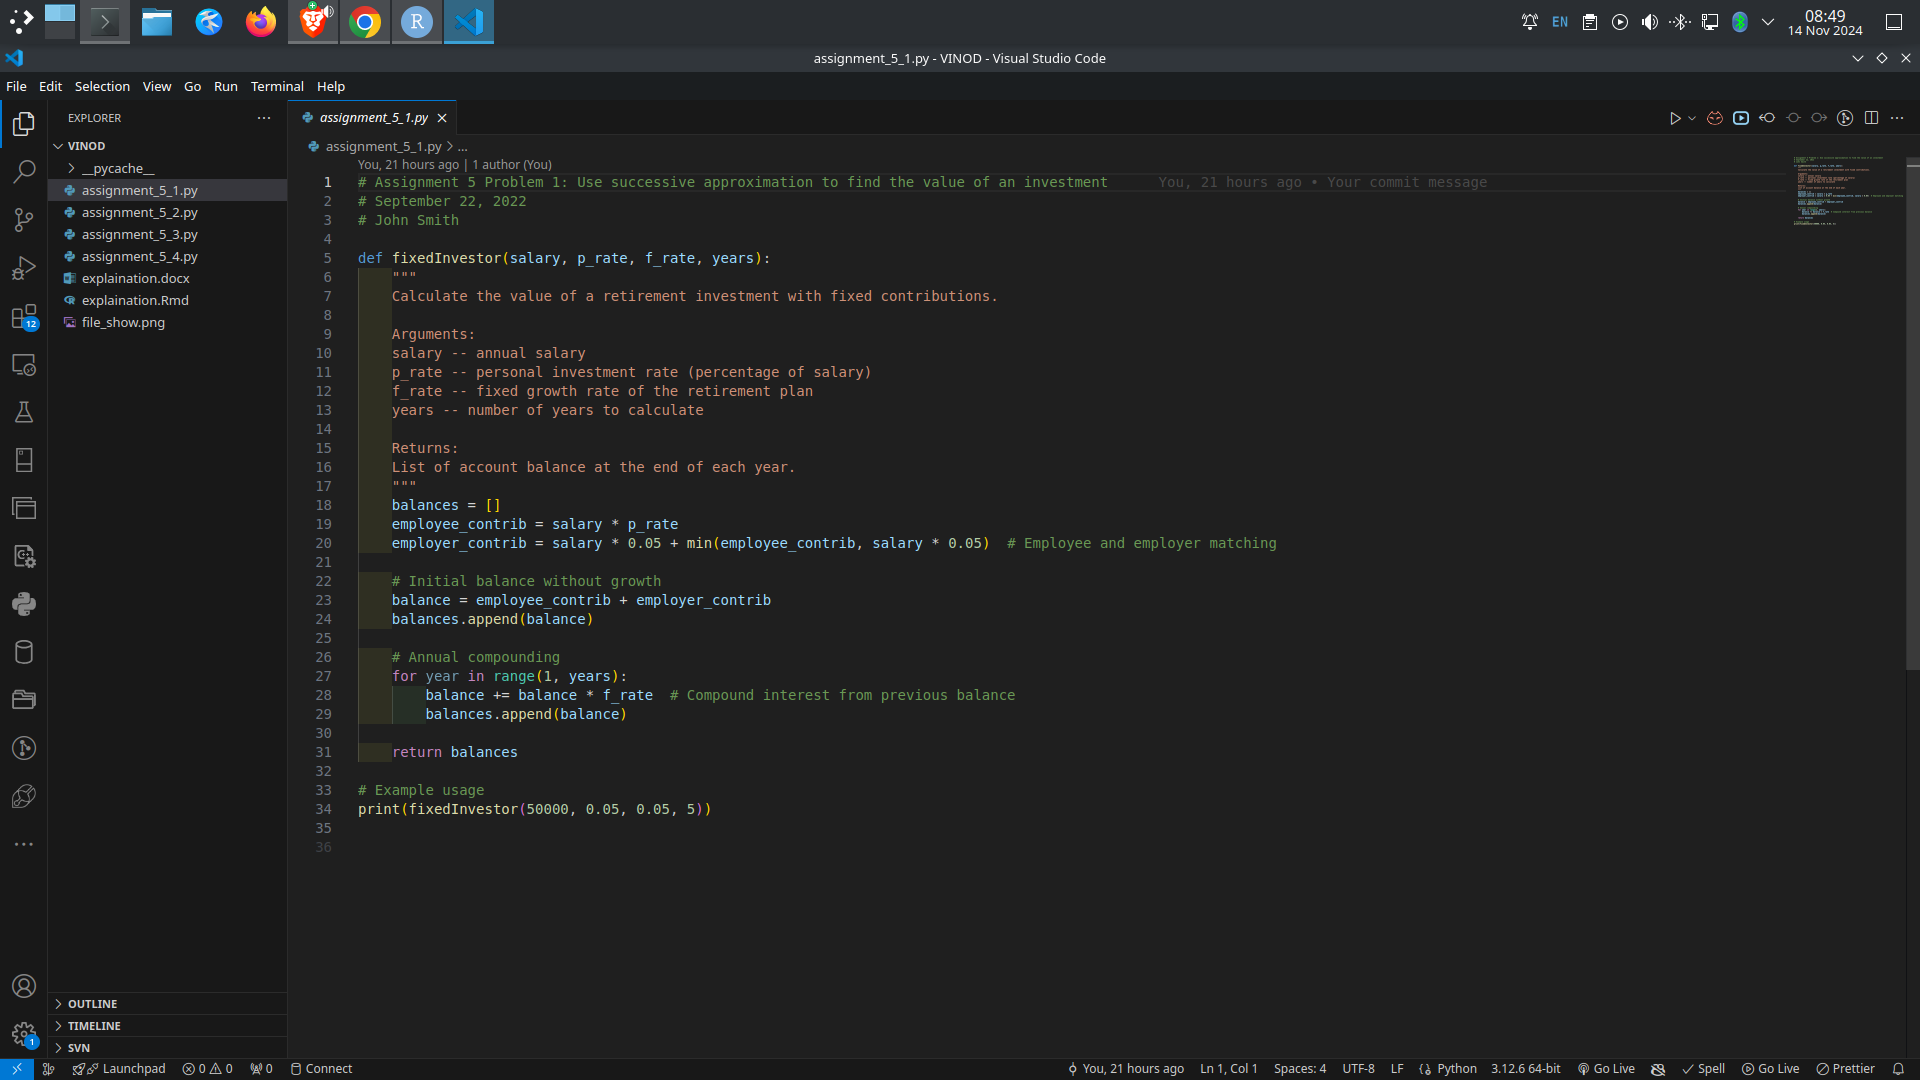 EN
08:49
14 Nov 2024
assignment_5_1.py - VINOD - Visual Studio Code
File Edit Selection View Go Run Terminal Help
EXPLORER
VINOD
__pycache__
assignment_5_1.py
assignment_5_2.py
assignment_5_3.py
assignment_5_4.py
explaination.docx
explaination.Rmd
file_show.png
12
OUTLINE
TIMELINE
SVN
1
assignment_5_1.py
assignment_5_1.py > ...
You, 21 hours ago | 1 author (You)
1 # Assignment 5 Problem 1: Use successive approximation to find the value of an investment You, 21 hours ago • Your commit message
2 # September 22, 2022
3 # John Smith
4
5 def fixedInvestor(salary, p_rate, f_rate, years):
6 """
7 Calculate the value of a retirement investment with fixed contributions.
8
9 Arguments:
10 salary -- annual salary
11 p_rate -- personal investment rate (percentage of salary)
12 f_rate -- fixed growth rate of the retirement plan
13 years -- number of years to calculate
14
15 Returns:
16 List of account balance at the end of each year.
17 """
18 balances = []
19 employee_contrib = salary * p_rate
20 employer_contrib = salary * 0.05 + min(employee_contrib, salary * 0.05) # Employee and employer matching
21
22 # Initial balance without growth
23 balance = employee_contrib + employer_contrib
24 balances.append(balance)
25
26 # Annual compounding
27 for year in range(1, years):
28 balance += balance * f_rate # Compound interest from previous balance
29 balances.append(balance)
30
31 return balances
32
33 # Example usage
34 print(fixedInvestor(50000, 0.05, 0.05, 5))
35
36
Launchpad 0 0 0 Connect You, 21 hours ago Ln 1, Col 1 Spaces: 4 UTF-8 LF Python 3.12.6 64-bit Go Live Spell Go Live Prettier